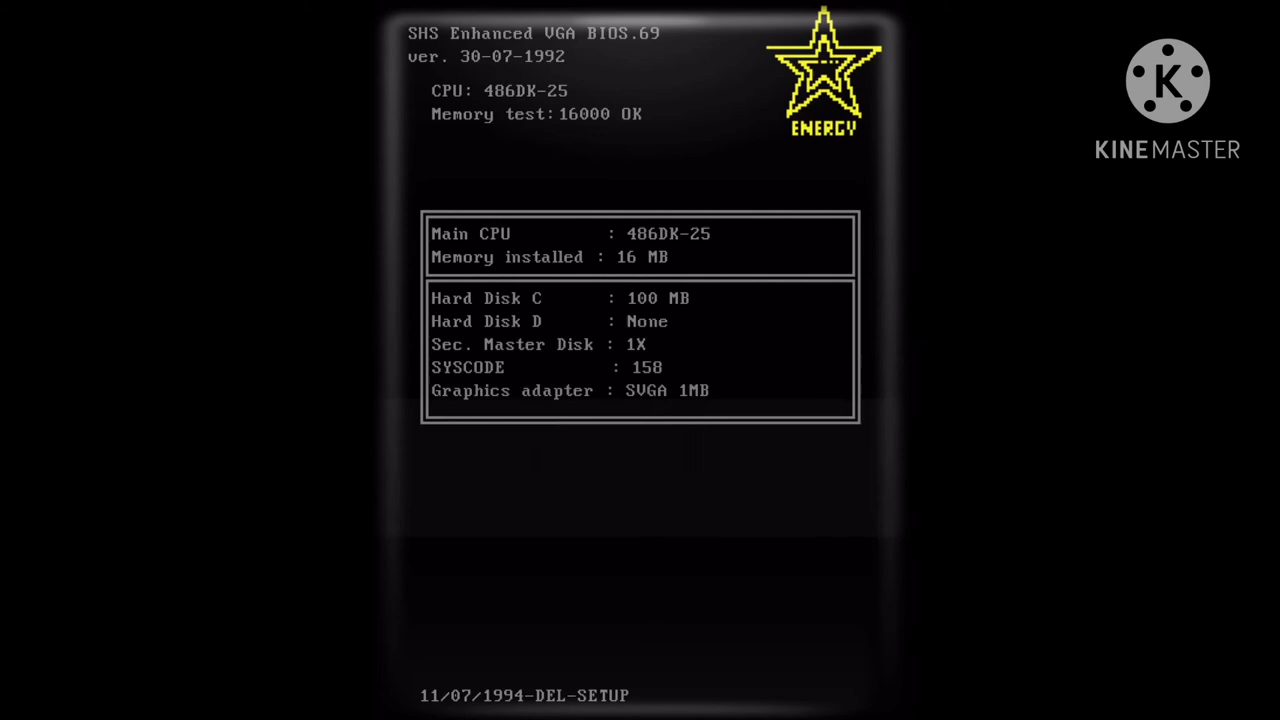 SHS Enhanced VGA BIOS.69
ver. 30-07-1992
CPU: 486DK-25
Memory test:16000 OK
ENERGY
K
KINEMASTER
Main CPU : 486DK-25
Memory installed : 16 MB
Hard Disk C : 100 MB
Hard Disk D : None
Sec. Master Disk : 1X
SYSCODE : 158
Graphics adapter : SVGA 1MB
11/07/1994-DEL-SETUP